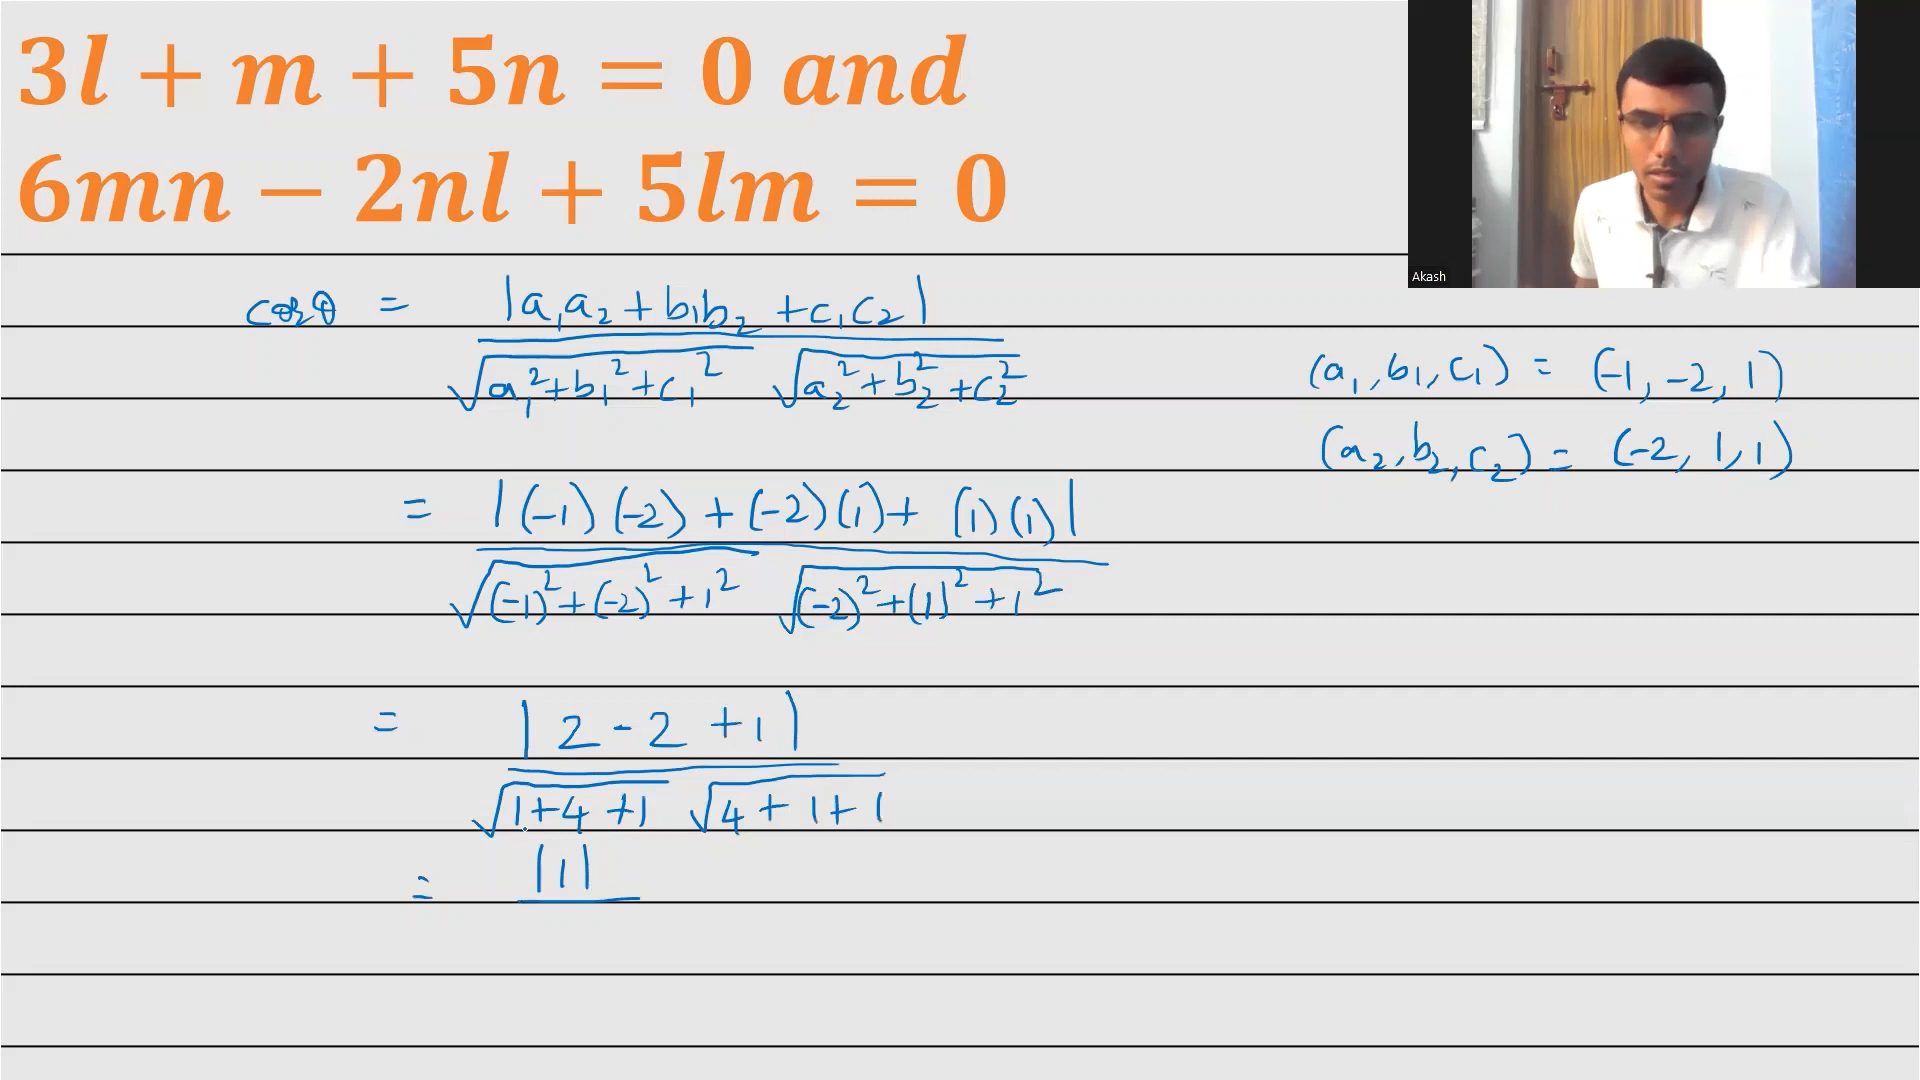 3l + m + 5n = 0 and
6mn − 2nl + 5lm = 0
Akash
cosθ = |a₁a₂ + b₁b₂ + c₁c₂|
√(a₁² + b₁² + c₁²) √(a₂² + b₂² + c₂²)
(a₁, b₁, c₁) = (-1, -2, 1)
(a₂, b₂, c₂) = (-2, 1, 1)
= |(-1)(-2) + (-2)(1) + (1)(1)|
√((-1)² + (-2)² + 1²) √((-2)² + (1)² + 1²)
= |2 - 2 + 1|
√(1+4+1) √(4+1+1)
= |1|